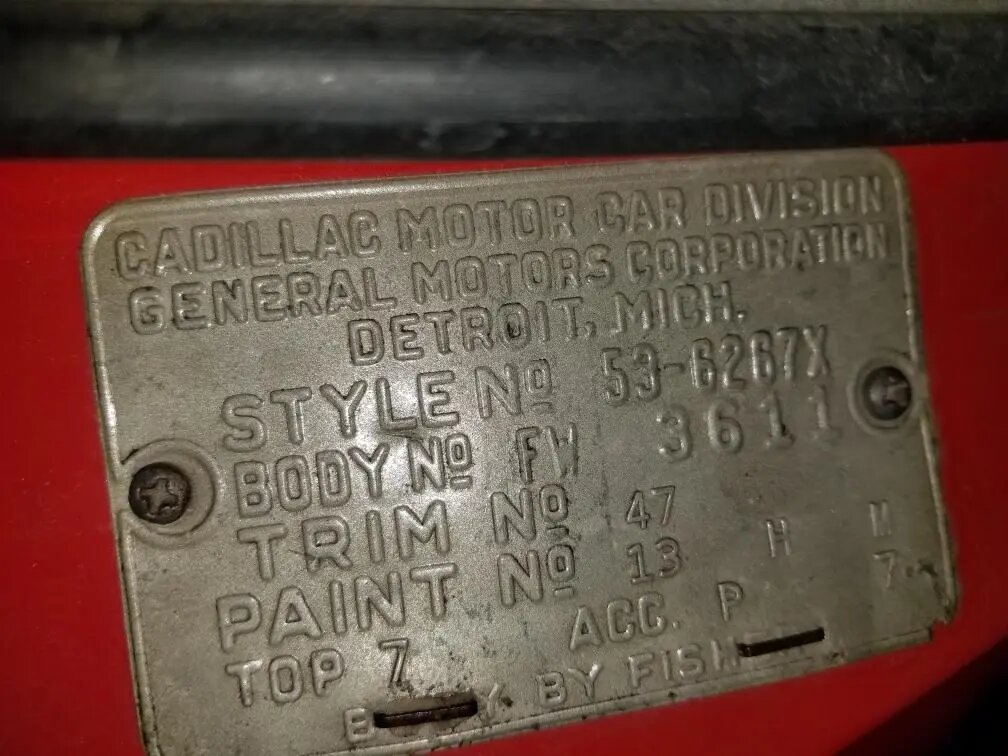 CADILLAC MOTOR CAR DIVISION
GENERAL MOTORS CORPORATION
DETROIT, MICH.
STYLE Nº 53-6267X
BODY Nº FW 3611
TRIM Nº 47
PAINT Nº 13 H M
TOP 7 ACC. P 7
BODY BY FISHER